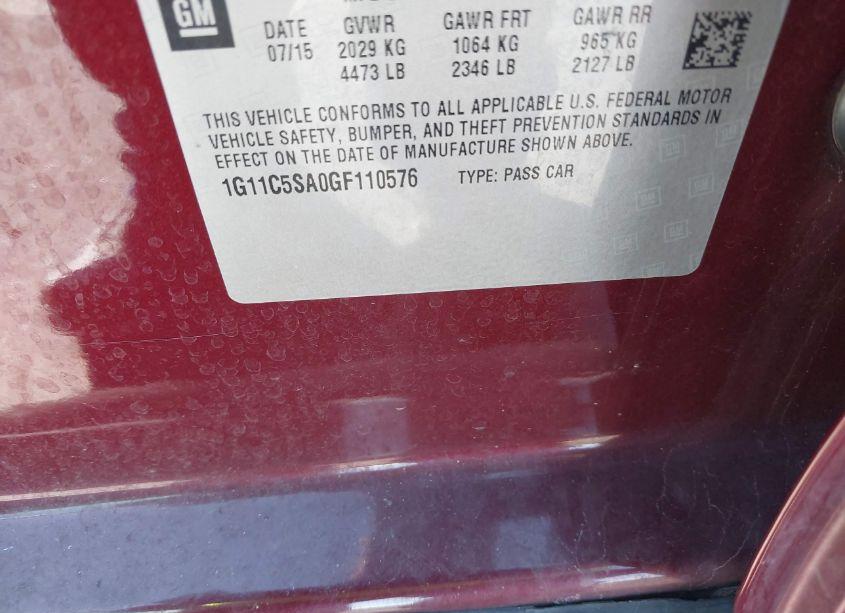 GM
DATE GVWR GAWR FRT GAWR RR
07/15 2029 KG 1064 KG 965 KG
4473 LB 2346 LB 2127 LB
THIS VEHICLE CONFORMS TO ALL APPLICABLE U.S. FEDERAL MOTOR
VEHICLE SAFETY, BUMPER, AND THEFT PREVENTION STANDARDS IN
EFFECT ON THE DATE OF MANUFACTURE SHOWN ABOVE.
1G11C5SA0GF110576 TYPE: PASS CAR